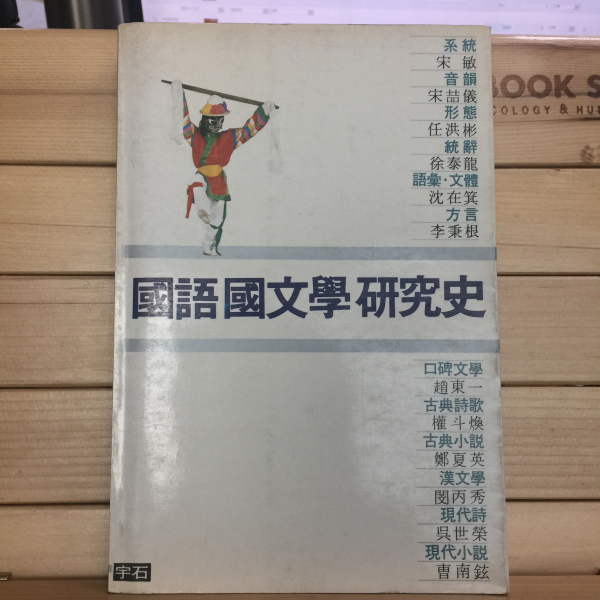 系統
宋敏
音韻
宋喆儀
形態
任洪彬
統辭
徐泰龍
語彙·文體
沈在箕
方言
李秉根
國語國文學研究史
口碑文學
趙東一
古典詩歌
權斗煥
古典小説
鄭夏英
漢文學
閔丙秀
現代詩
吳世榮
現代小説
曺南鉉
宇石
BOOK S
COLOGY & HU